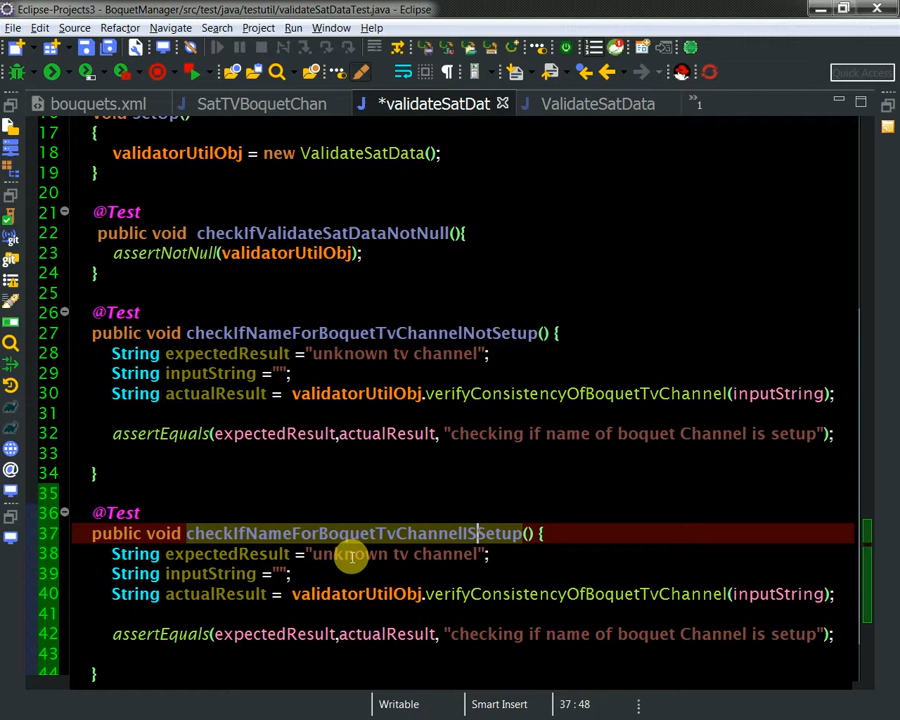 Eclipse-Projects3 - BoquetManager/src/test/java/testutil/validateSatDataTest.java - Eclipse
File Edit Source Refactor Navigate Search Project Run Window Help
Quick Access
bouquets.xml SatTVBoquetChan *validateSatDat ValidateSatData »1
17 {
18 validatorUtilObj = new ValidateSatData();
19 }
20
21 @Test
22 public void checkIfValidateSatDataNotNull(){
23 assertNotNull(validatorUtilObj);
24 }
25
26 @Test
27 public void checkIfNameForBoquetTvChannelNotSetup() {
28 String expectedResult ="unknown tv channel";
29 String inputString ="";
30 String actualResult = validatorUtilObj.verifyConsistencyOfBoquetTvChannel(inputString);
31
32 assertEquals(expectedResult,actualResult, "checking if name of boquet Channel is setup");
33
34 }
35
36 @Test
37 public void checkIfNameForBoquetTvChannelISSetup() {
38 String expectedResult ="unknown tv channel";
39 String inputString ="";
40 String actualResult = validatorUtilObj.verifyConsistencyOfBoquetTvChannel(inputString);
41
42 assertEquals(expectedResult,actualResult, "checking if name of boquet Channel is setup");
43
44 }
Writable Smart Insert 37 : 48